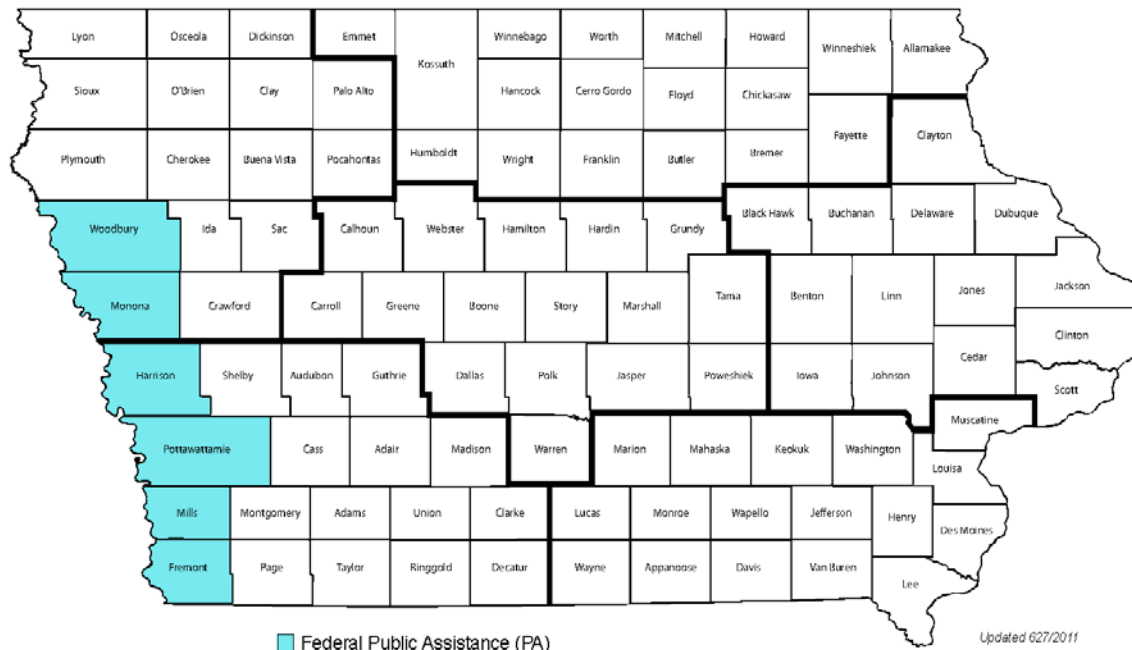 Lyon Osceola Dickinson Emmet Winnebago Worth Mitchell Howard Winneshiek Allamakee
Kossuth
Sioux O'Brien Clay Palo Alto Hancock Cerro Gordo Floyd Chickasaw
Plymouth Cherokee Buena Vista Pocahontas Humboldt Wright Franklin Butler Bremer Fayette Clayton
Woodbury Ida Sac Calhoun Webster Hamilton Hardin Grundy Black Hawk Buchanan Delaware Dubuque
Monona Crawford Carroll Greene Boone Story Marshall Tama Benton Linn Jones Jackson
Clinton
Harrison Shelby Audubon Guthrie Dallas Polk Jasper Poweshiek Iowa Johnson Cedar Scott
Muscatine
Pottawattamie Cass Adair Madison Warren Marion Mahaska Keokuk Washington
Louisa
Mills Montgomery Adams Union Clarke Lucas Monroe Wapello Jefferson Henry Des Moines
Fremont Page Taylor Ringgold Decatur Wayne Appanoose Davis Van Buren Lee
Federal Public Assistance (PA)
Updated 627/2011